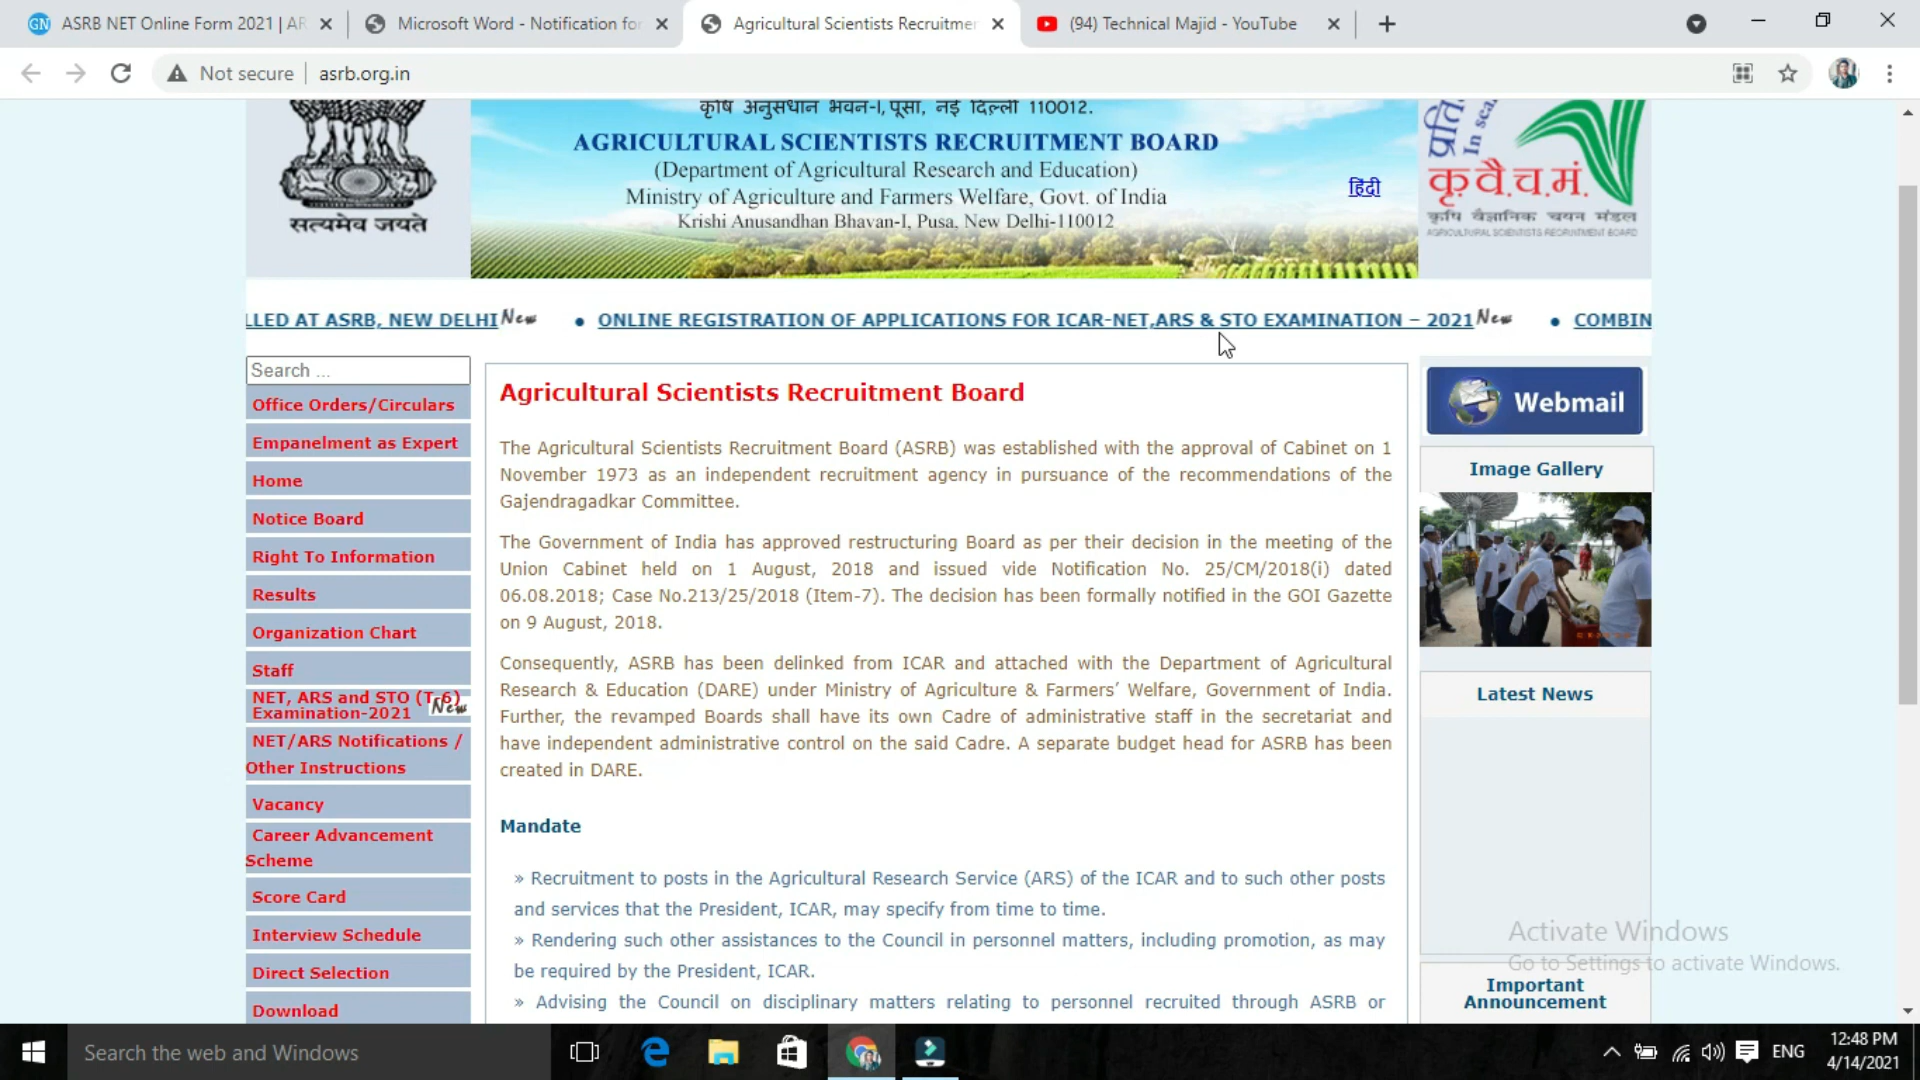 ASRB NET Online Form 2021 | AR
Microsoft Word - Notification for
Agricultural Scientists Recruitmen
(94) Technical Majid - YouTube
Not secure
asrb.org.in
कृषि अनुसंधान भवन-I, पूसा, नई दिल्ली 110012.
AGRICULTURAL SCIENTISTS RECRUITMENT BOARD
(Department of Agricultural Research and Education)
Ministry of Agriculture and Farmers Welfare, Govt. of India
Krishi Anusandhan Bhavan-I, Pusa, New Delhi-110012
हिंदी
सत्यमेव जयते
In sea
कृ.वै.च.मं.
कृषि वैज्ञानिक चयन मंडल
AGRICULTURAL SCIENTISTS RECRUITMENT BOARD
LLED AT ASRB, NEW DELHI New • ONLINE REGISTRATION OF APPLICATIONS FOR ICAR-NET,ARS & STO EXAMINATION – 2021 New • COMBIN
Search ...
Office Orders/Circulars
Empanelment as Expert
Home
Notice Board
Right To Information
Results
Organization Chart
Staff
NET, ARS and STO (T-6)
Examination-2021 New
NET/ARS Notifications /
Other Instructions
Vacancy
Career Advancement
Scheme
Score Card
Interview Schedule
Direct Selection
Download
Agricultural Scientists Recruitment Board
The Agricultural Scientists Recruitment Board (ASRB) was established with the approval of Cabinet on 1
November 1973 as an independent recruitment agency in pursuance of the recommendations of the
Gajendragadkar Committee.
The Government of India has approved restructuring Board as per their decision in the meeting of the
Union Cabinet held on 1 August, 2018 and issued vide Notification No. 25/CM/2018(i) dated
06.08.2018; Case No.213/25/2018 (Item-7). The decision has been formally notified in the GOI Gazette
on 9 August, 2018.
Consequently, ASRB has been delinked from ICAR and attached with the Department of Agricultural
Research & Education (DARE) under Ministry of Agriculture & Farmers’ Welfare, Government of India.
Further, the revamped Boards shall have its own Cadre of administrative staff in the secretariat and
have independent administrative control on the said Cadre. A separate budget head for ASRB has been
created in DARE.
Mandate
» Recruitment to posts in the Agricultural Research Service (ARS) of the ICAR and to such other posts
and services that the President, ICAR, may specify from time to time.
» Rendering such other assistances to the Council in personnel matters, including promotion, as may
be required by the President, ICAR.
» Advising the Council on disciplinary matters relating to personnel recruited through ASRB or
Webmail
Image Gallery
Latest News
Important
Announcement
Activate Windows
Go to Settings to activate Windows.
Search the web and Windows
ENG
12:48 PM
4/14/2021